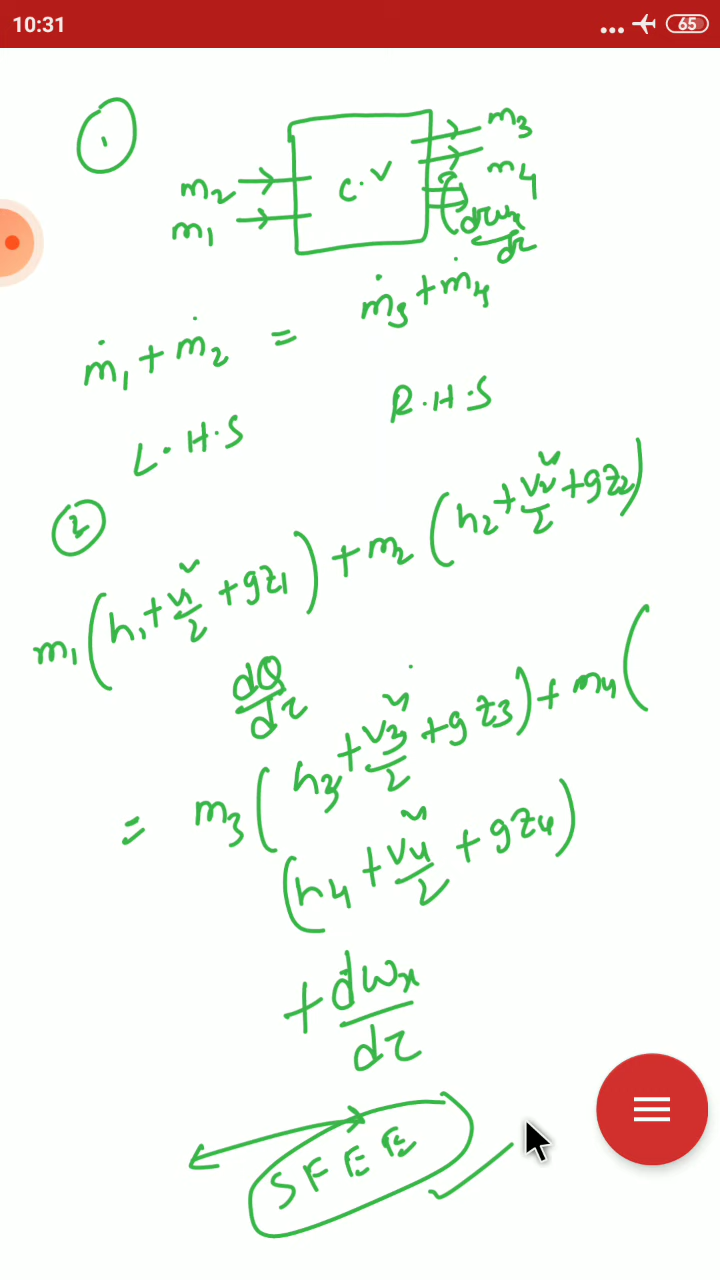 10:31
65
1
m₃
m₂ C.V m₄
m₁ dWx/dτ
ṁ₁ + ṁ₂ = ṁ₃ + ṁ₄
L.H.S R.H.S
2
m₁(h₁ + V₁²/2 + gz₁) + m₂(h₂ + V₂²/2 + gz₂)
dQ/dτ
= m₃(h₃ + V₃²/2 + gz₃) + m₄(
(h₄ + V₄²/2 + gz₄)
+ dWx/dτ
SFEE